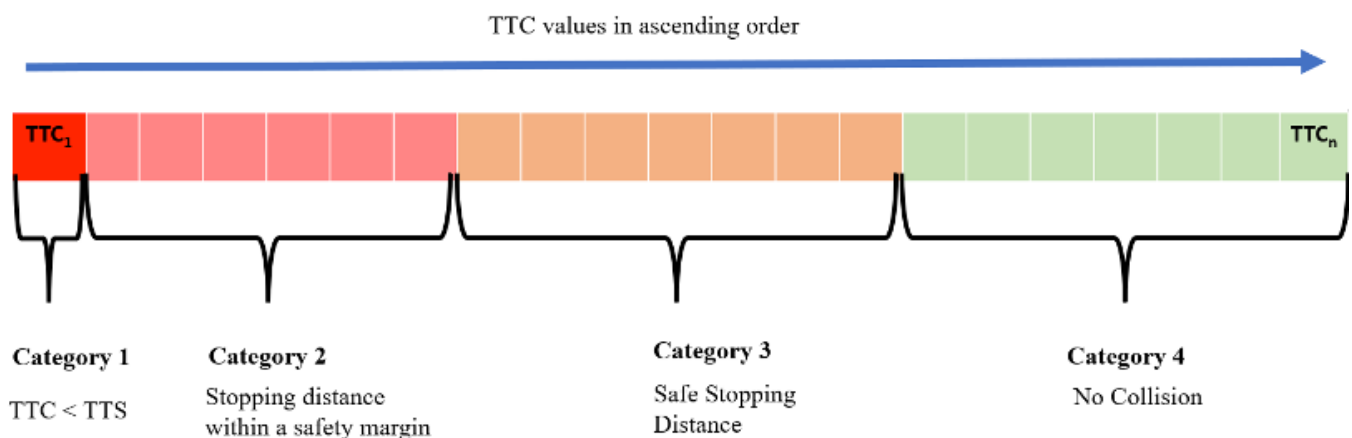 TTC values in ascending order
TTC₁
TTCₙ
Category 1
TTC < TTS
Category 2
Stopping distance
within a safety margin
Category 3
Safe Stopping
Distance
Category 4
No Collision